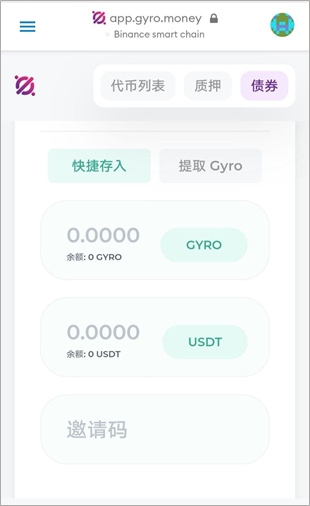 app.gyro.money
Binance smart chain
代币列表
质押
债券
快捷存入
提取 Gyro
0.0000
余额: 0 GYRO
GYRO
0.0000
余额: 0 USDT
USDT
邀请码